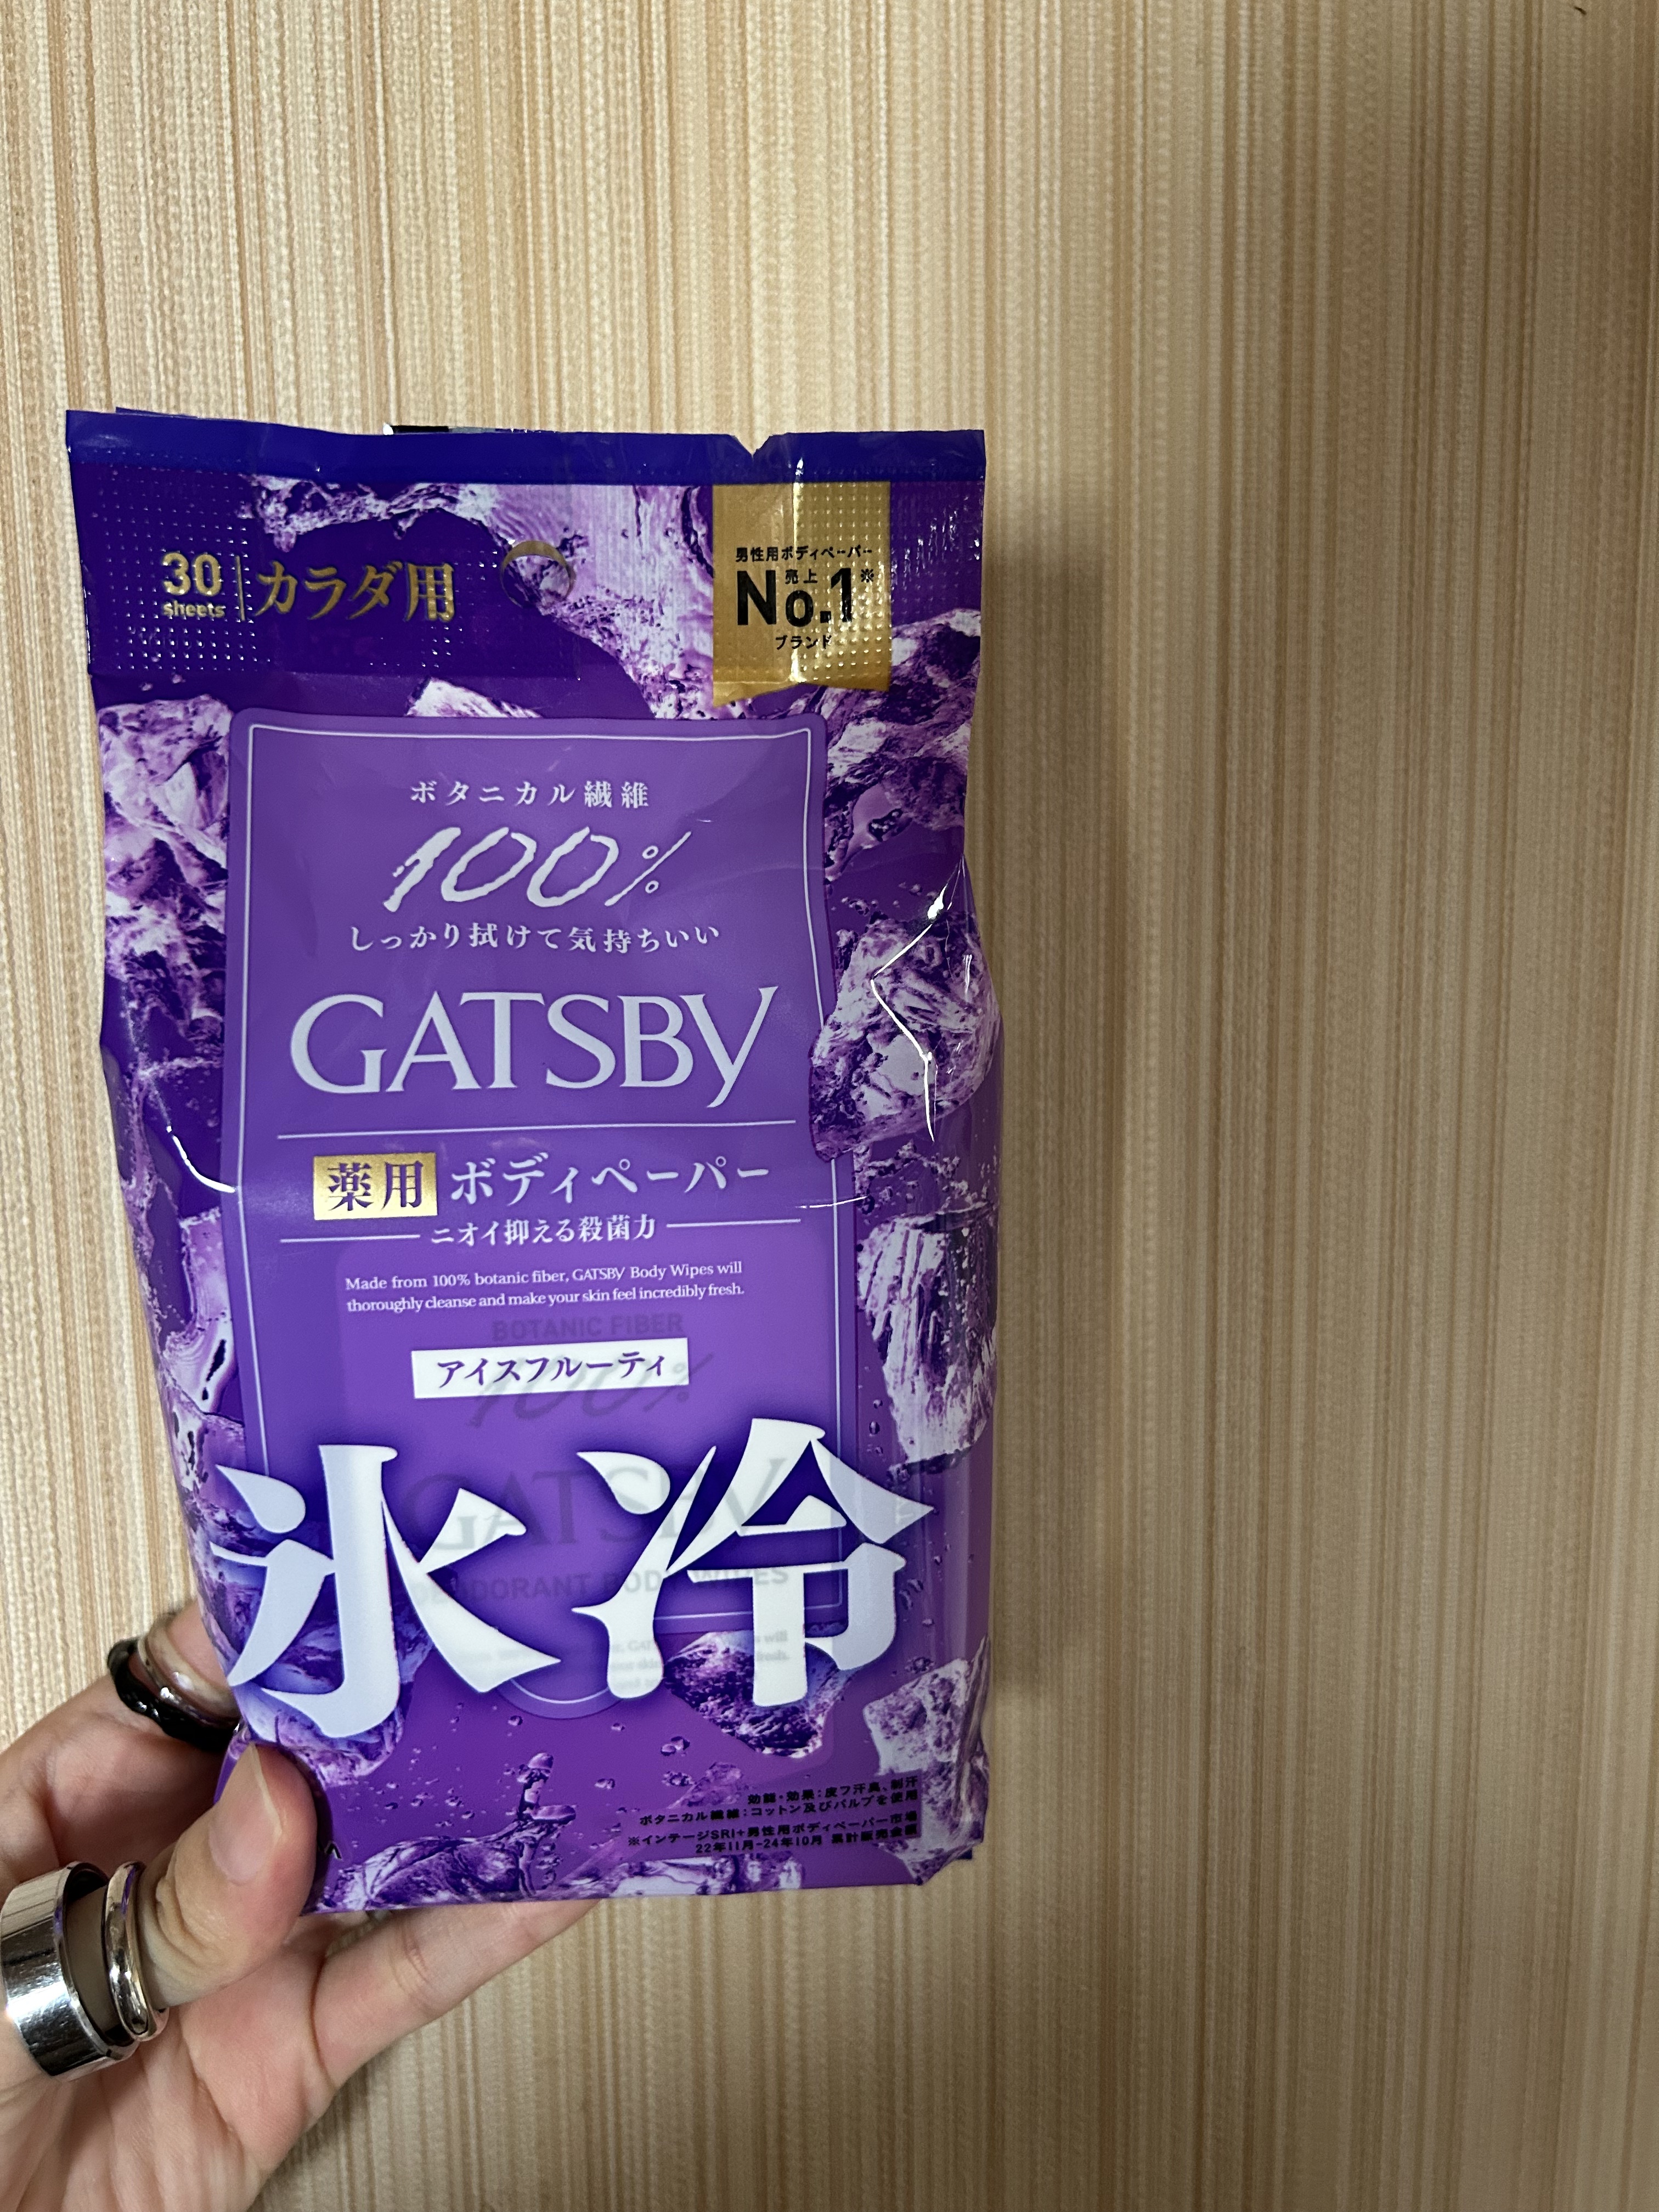 30
sheets
カラダ用
男性用ボディペーパー
売上
No.1※
ブランド
ボタニカル繊維
100%
しっかり拭けて気持ちいい
GATSBY
薬用 ボディペーパー
ニオイ抑える殺菌力
Made from 100% botanic fiber, GATSBY Body Wipes will
thoroughly cleanse and make your skin feel incredibly fresh.
BOTANIC FIBER
アイスフルーティ
100%
氷冷
GATSBY
DEODORANT BODY WIPES
効能・効果：皮フ汗臭、制汗
ボタニカル繊維：コットン及びパルプを使用
※インテージSRI+男性用ボディペーパー市場
22年11月-24年10月 累計販売金額